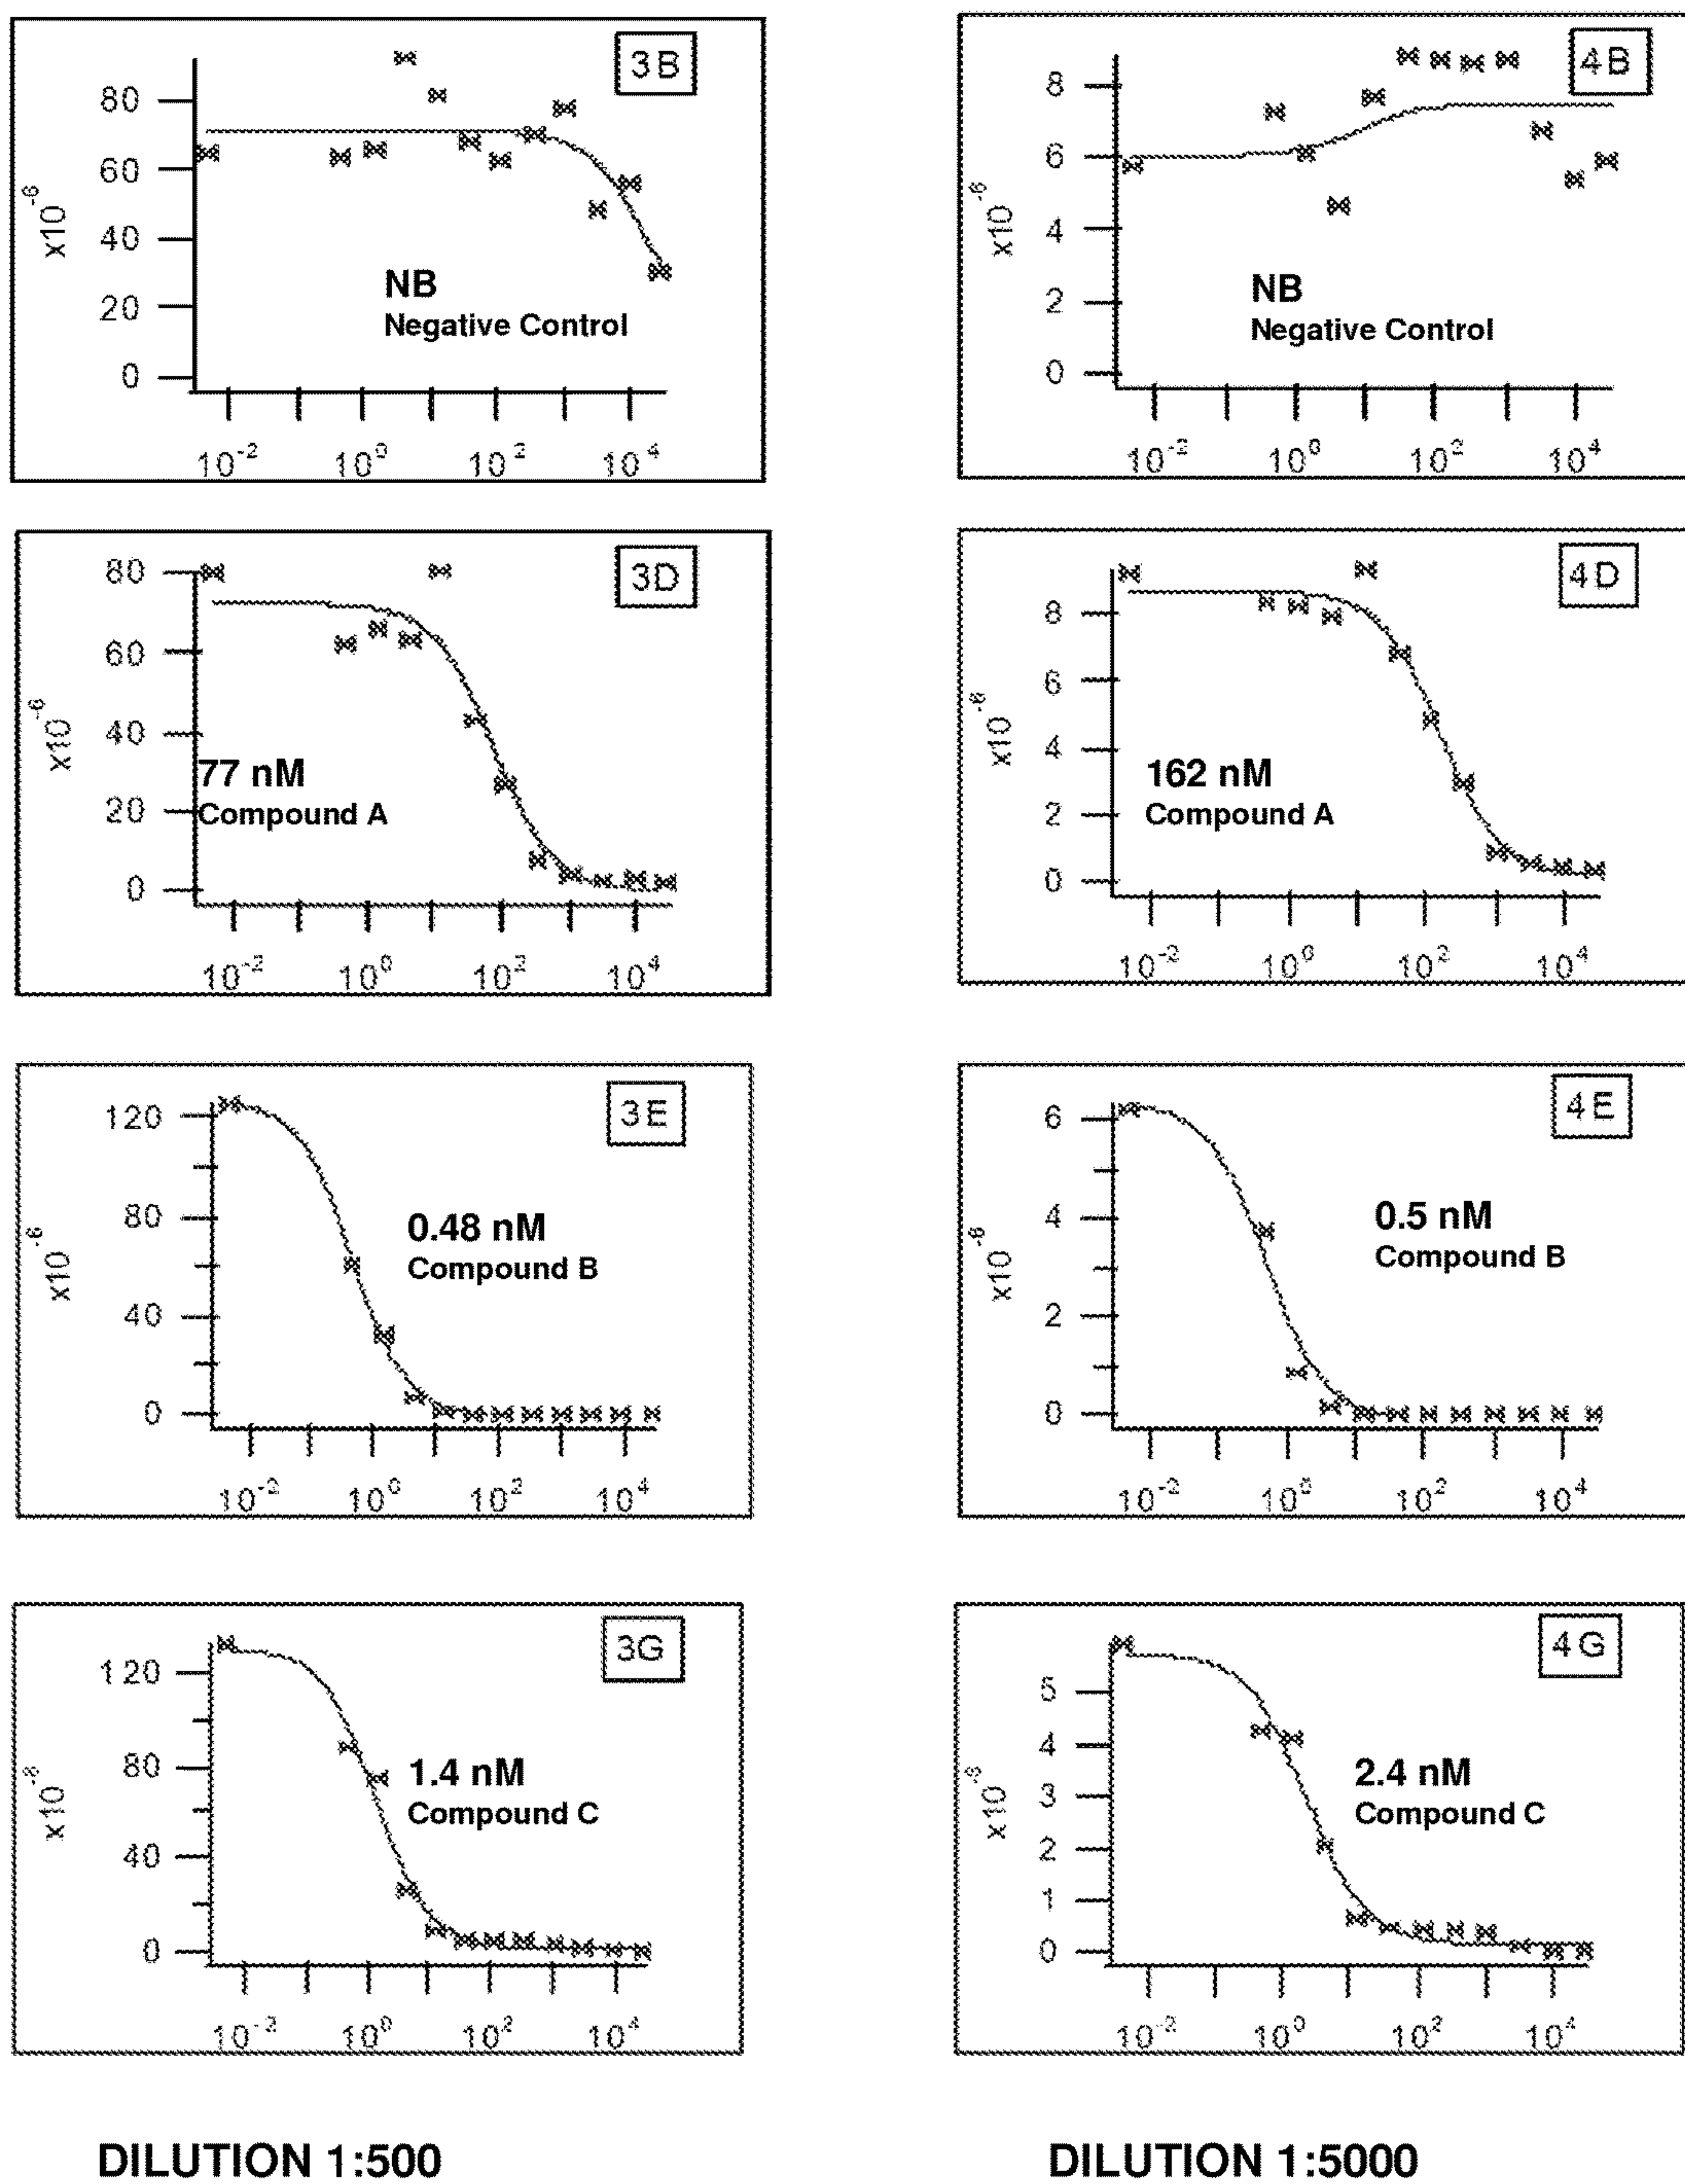 3B
80
60
40
20
0
x10⁻⁶
NB
Negative Control
10⁻² 10⁰ 10² 10⁴
4B
8
6
4
2
0
x10⁻⁶
NB
Negative Control
10⁻² 10⁰ 10² 10⁴
3D
80
60
40
20
0
x10⁻⁶
77 nM
Compound A
10⁻² 10⁰ 10² 10⁴
4D
8
6
4
2
0
x10⁻⁶
162 nM
Compound A
10⁻² 10⁰ 10² 10⁴
3E
120
80
40
0
x10⁻⁶
0.48 nM
Compound B
10⁻² 10⁰ 10² 10⁴
4E
6
4
2
0
x10⁻⁶
0.5 nM
Compound B
10⁻² 10⁰ 10² 10⁴
3G
120
80
40
0
x10⁻⁶
1.4 nM
Compound C
10⁻² 10⁰ 10² 10⁴
4G
5
4
3
2
1
0
x10⁻⁶
2.4 nM
Compound C
10⁻² 10⁰ 10² 10⁴
DILUTION 1:500
DILUTION 1:5000